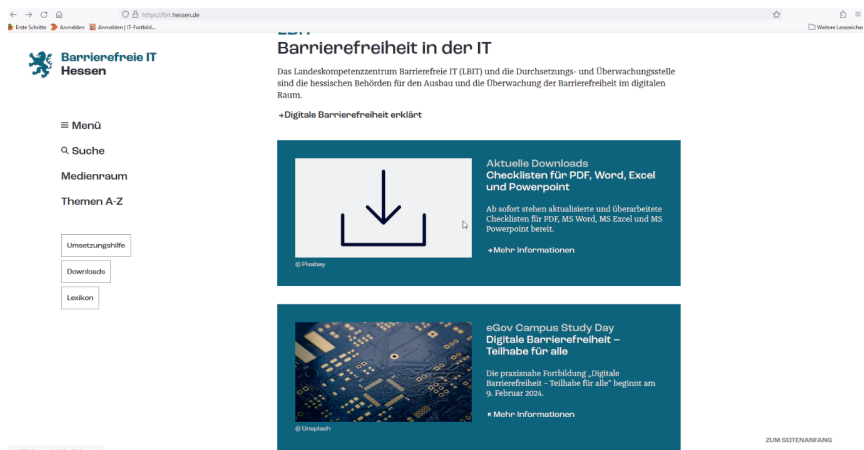 https://bit.hessen.de
Erste Schritte Anmelden Anmelden | IT-Fortbild...
Weitere Lesezeichen
LBIT
Barrierefreie IT
Hessen
Menü
Suche
Medienraum
Themen A-Z
Umsetzungshilfe
Downloads
Lexikon
Barrierefreiheit in der IT
Das Landeskompetenzzentrum Barrierefreie IT (LBIT) und die Durchsetzungs- und Überwachungsstelle
sind die hessischen Behörden für den Ausbau und die Überwachung der Barrierefreiheit im digitalen
Raum.
Digitale Barrierefreiheit erklärt
Aktuelle Downloads
Checklisten für PDF, Word, Excel
und Powerpoint
Ab sofort stehen aktualisierte und überarbeitete
Checklisten für PDF, MS Word, MS Excel und MS
Powerpoint bereit.
Mehr Informationen
© Pixabay
eGov Campus Study Day
Digitale Barrierefreiheit –
Teilhabe für alle
Die praxisnahe Fortbildung „Digitale
Barrierefreiheit – Teilhabe für alle“ beginnt am
9. Februar 2024.
Mehr Informationen
© Unsplash
ZUM SEITENANFANG